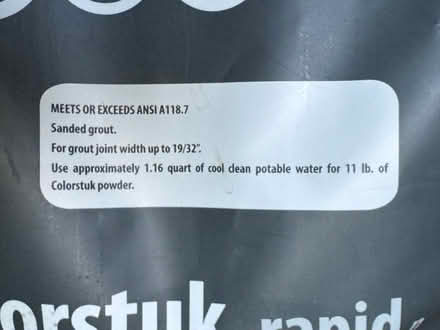 MEETS OR EXCEEDS ANSI A118.7
Sanded grout.
For grout joint width up to 19/32".
Use approximately 1.16 quart of cool clean potable water for 11 lb. of
Colorstuk powder.
orstuk rapid